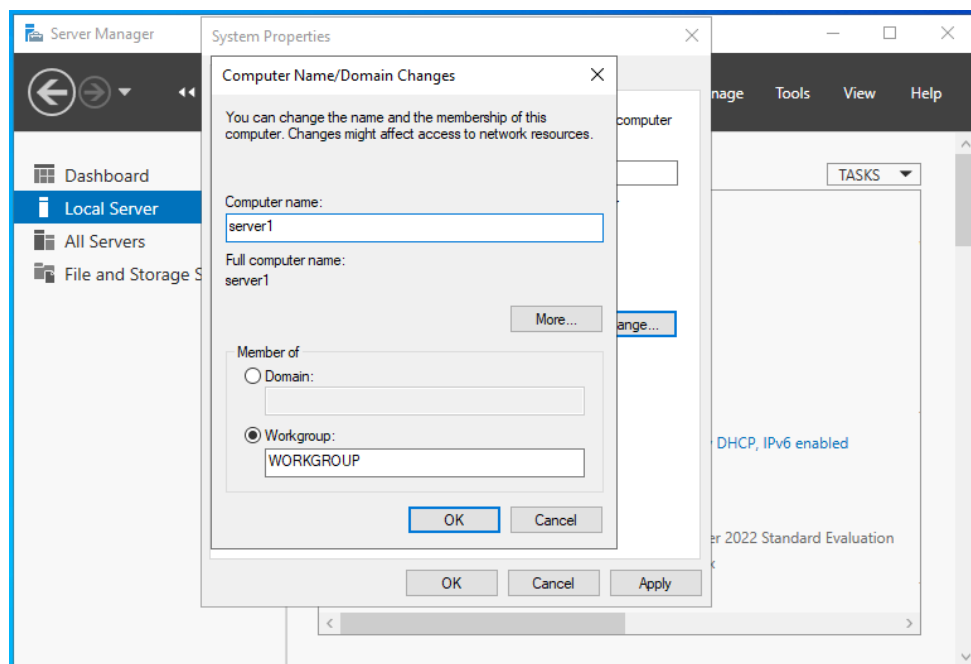 Server Manager
System Properties
Computer Name/Domain Changes
You can change the name and the membership of this
computer. Changes might affect access to network resources.
computer
Tools
View
Help
Dashboard
Local Server
All Servers
File and Storage S
TASKS
Computer name:
server1
Full computer name:
server1
More...
ange...
Member of
Domain:
Workgroup:
WORKGROUP
DHCP, IPv6 enabled
OK
Cancel
er 2022 Standard Evaluation
OK
Cancel
Apply